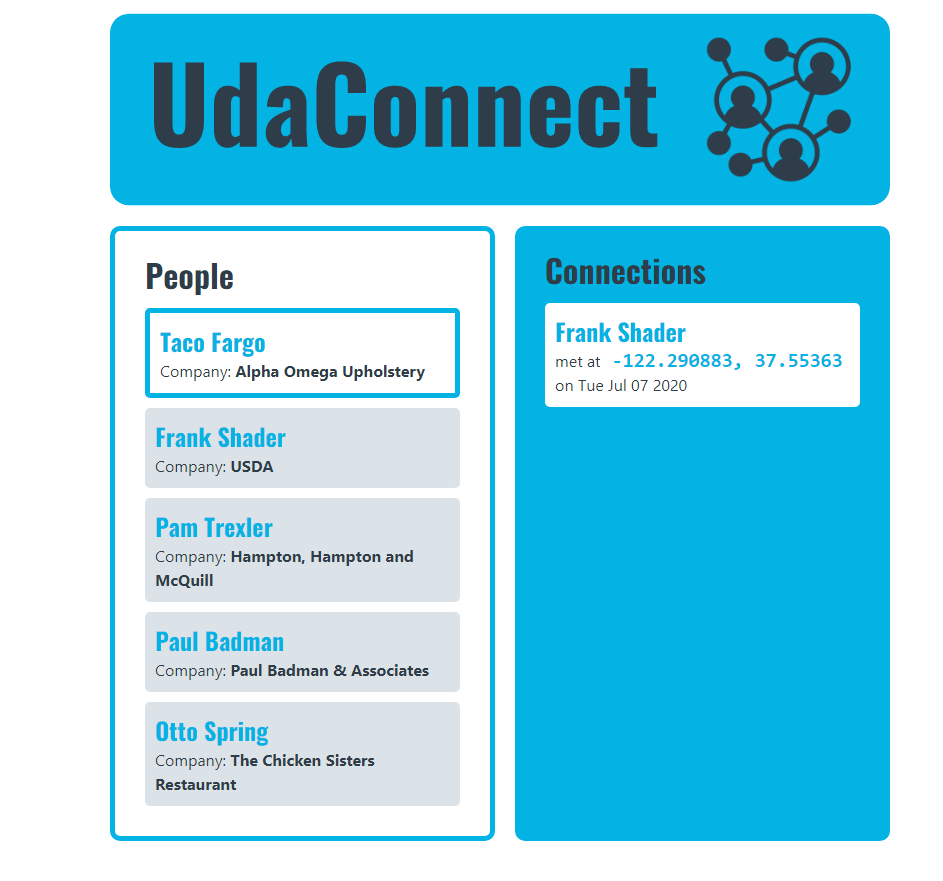 UdaConnect
People
Taco Fargo
Company: Alpha Omega Upholstery
Frank Shader
Company: USDA
Pam Trexler
Company: Hampton, Hampton and
McQuill
Paul Badman
Company: Paul Badman & Associates
Otto Spring
Company: The Chicken Sisters
Restaurant
Connections
Frank Shader
met at -122.290883, 37.55363
on Tue Jul 07 2020